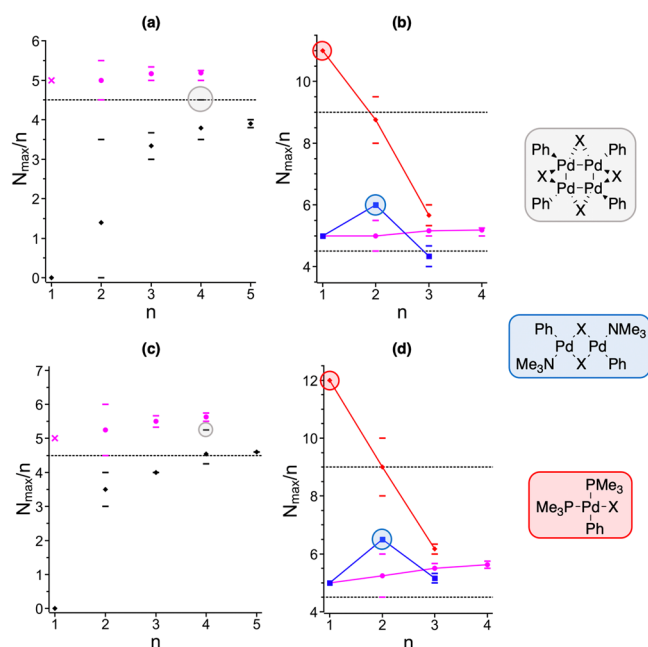 (a)
N_max/n
6
5
4
3
2
1
0
1 2 3 4 5
n
(b)
N_max/n
10
8
6
4
1 2 3 4
n
X
Ph Pd Pd Ph
X X
Pd Pd
Ph X Ph
Ph X NMe3
Pd Pd
Me3N X Ph
(c)
N_max/n
7
6
5
4
3
2
1
0
1 2 3 4 5
n
(d)
N_max/n
12
10
8
6
4
1 2 3 4
n
PMe3
Me3P-Pd-X
Ph